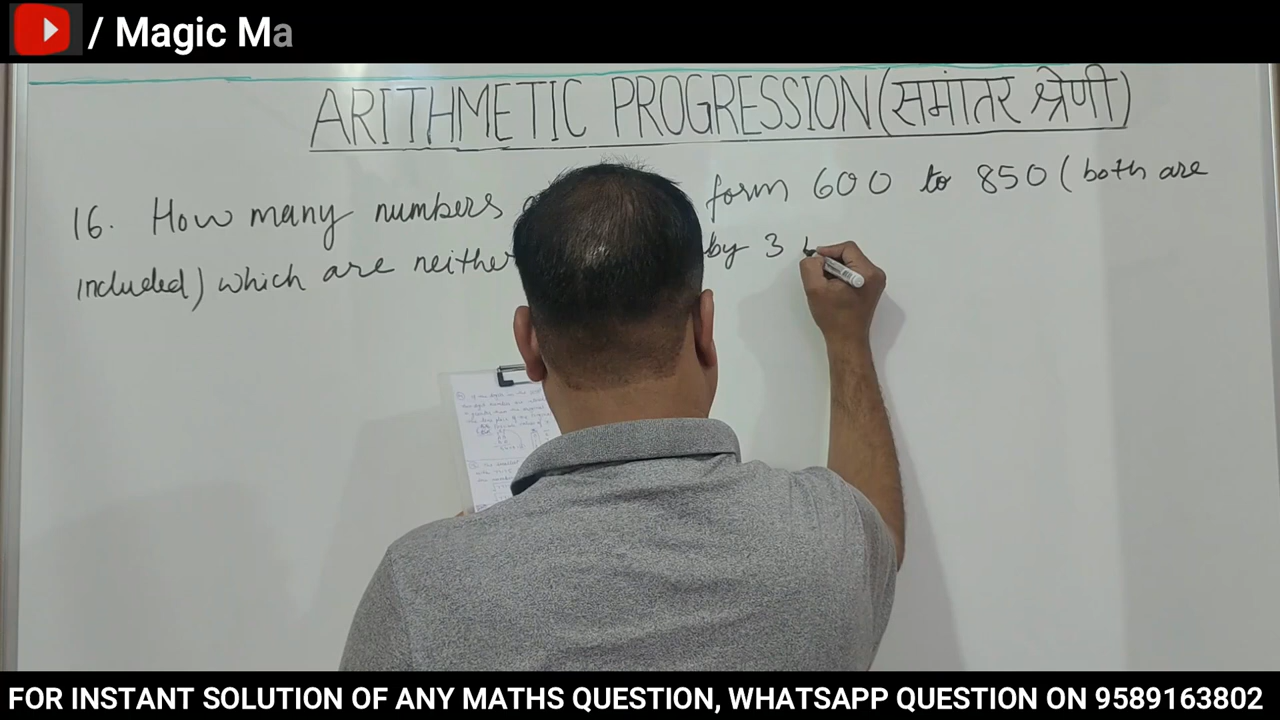 / Magic Ma
ARITHMETIC PROGRESSION (समांतर श्रेणी)
16. How many numbers form 600 to 850 (both are
included) which are neither by 3
FOR INSTANT SOLUTION OF ANY MATHS QUESTION, WHATSAPP QUESTION ON 9589163802